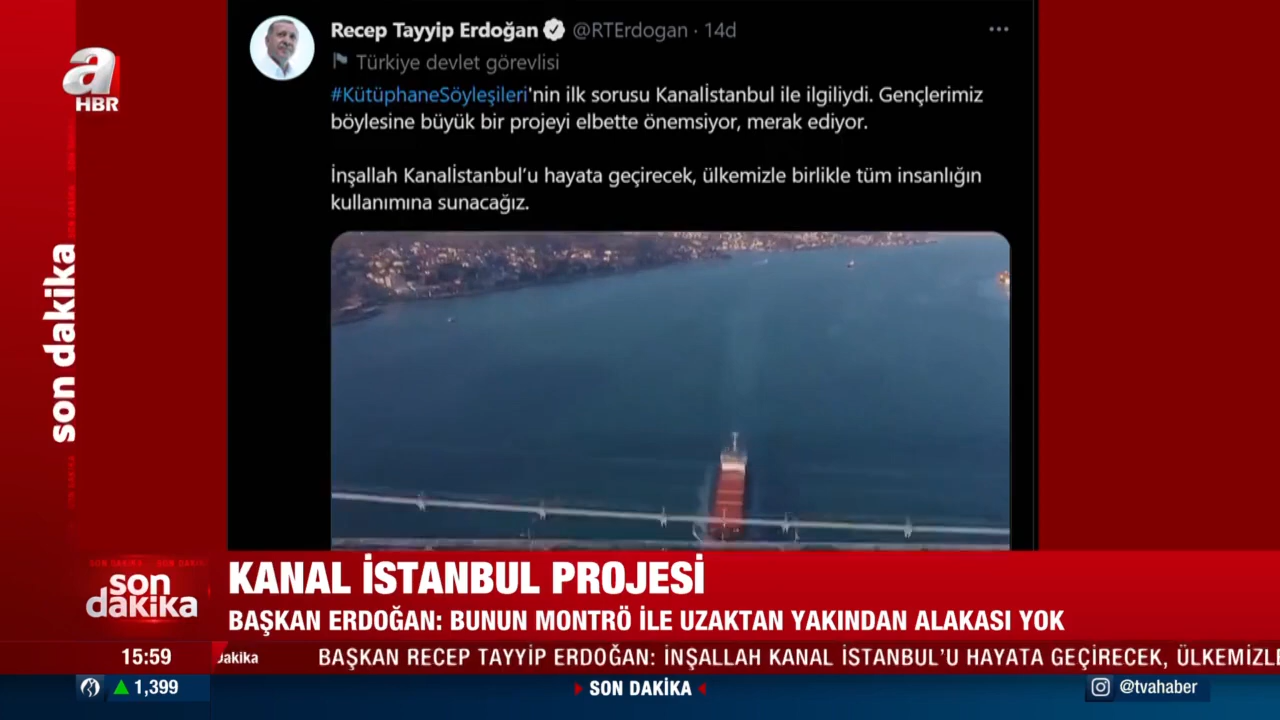 Recep Tayyip Erdoğan @RTErdogan · 14d
Türkiye devlet görevlisi
#KütüphaneSöyleşileri'nin ilk sorusu Kanalİstanbul ile ilgiliydi. Gençlerimiz
böylesine büyük bir projeyi elbette önemsiyor, merak ediyor.
İnşallah Kanalİstanbul'u hayata geçirecek, ülkemizle birlikle tüm insanlığın
kullanımına sunacağız.
a
HBR
son dakika
son
dakika
KANAL İSTANBUL PROJESİ
BAŞKAN ERDOĞAN: BUNUN MONTRÖ İLE UZAKTAN YAKINDAN ALAKASI YOK
15:59
BAŞKAN RECEP TAYYİP ERDOĞAN: İNŞALLAH KANAL İSTANBUL'U HAYATA GEÇİRECEK, ÜLKEMİZLE
1,399
SON DAKİKA
@tvahaber